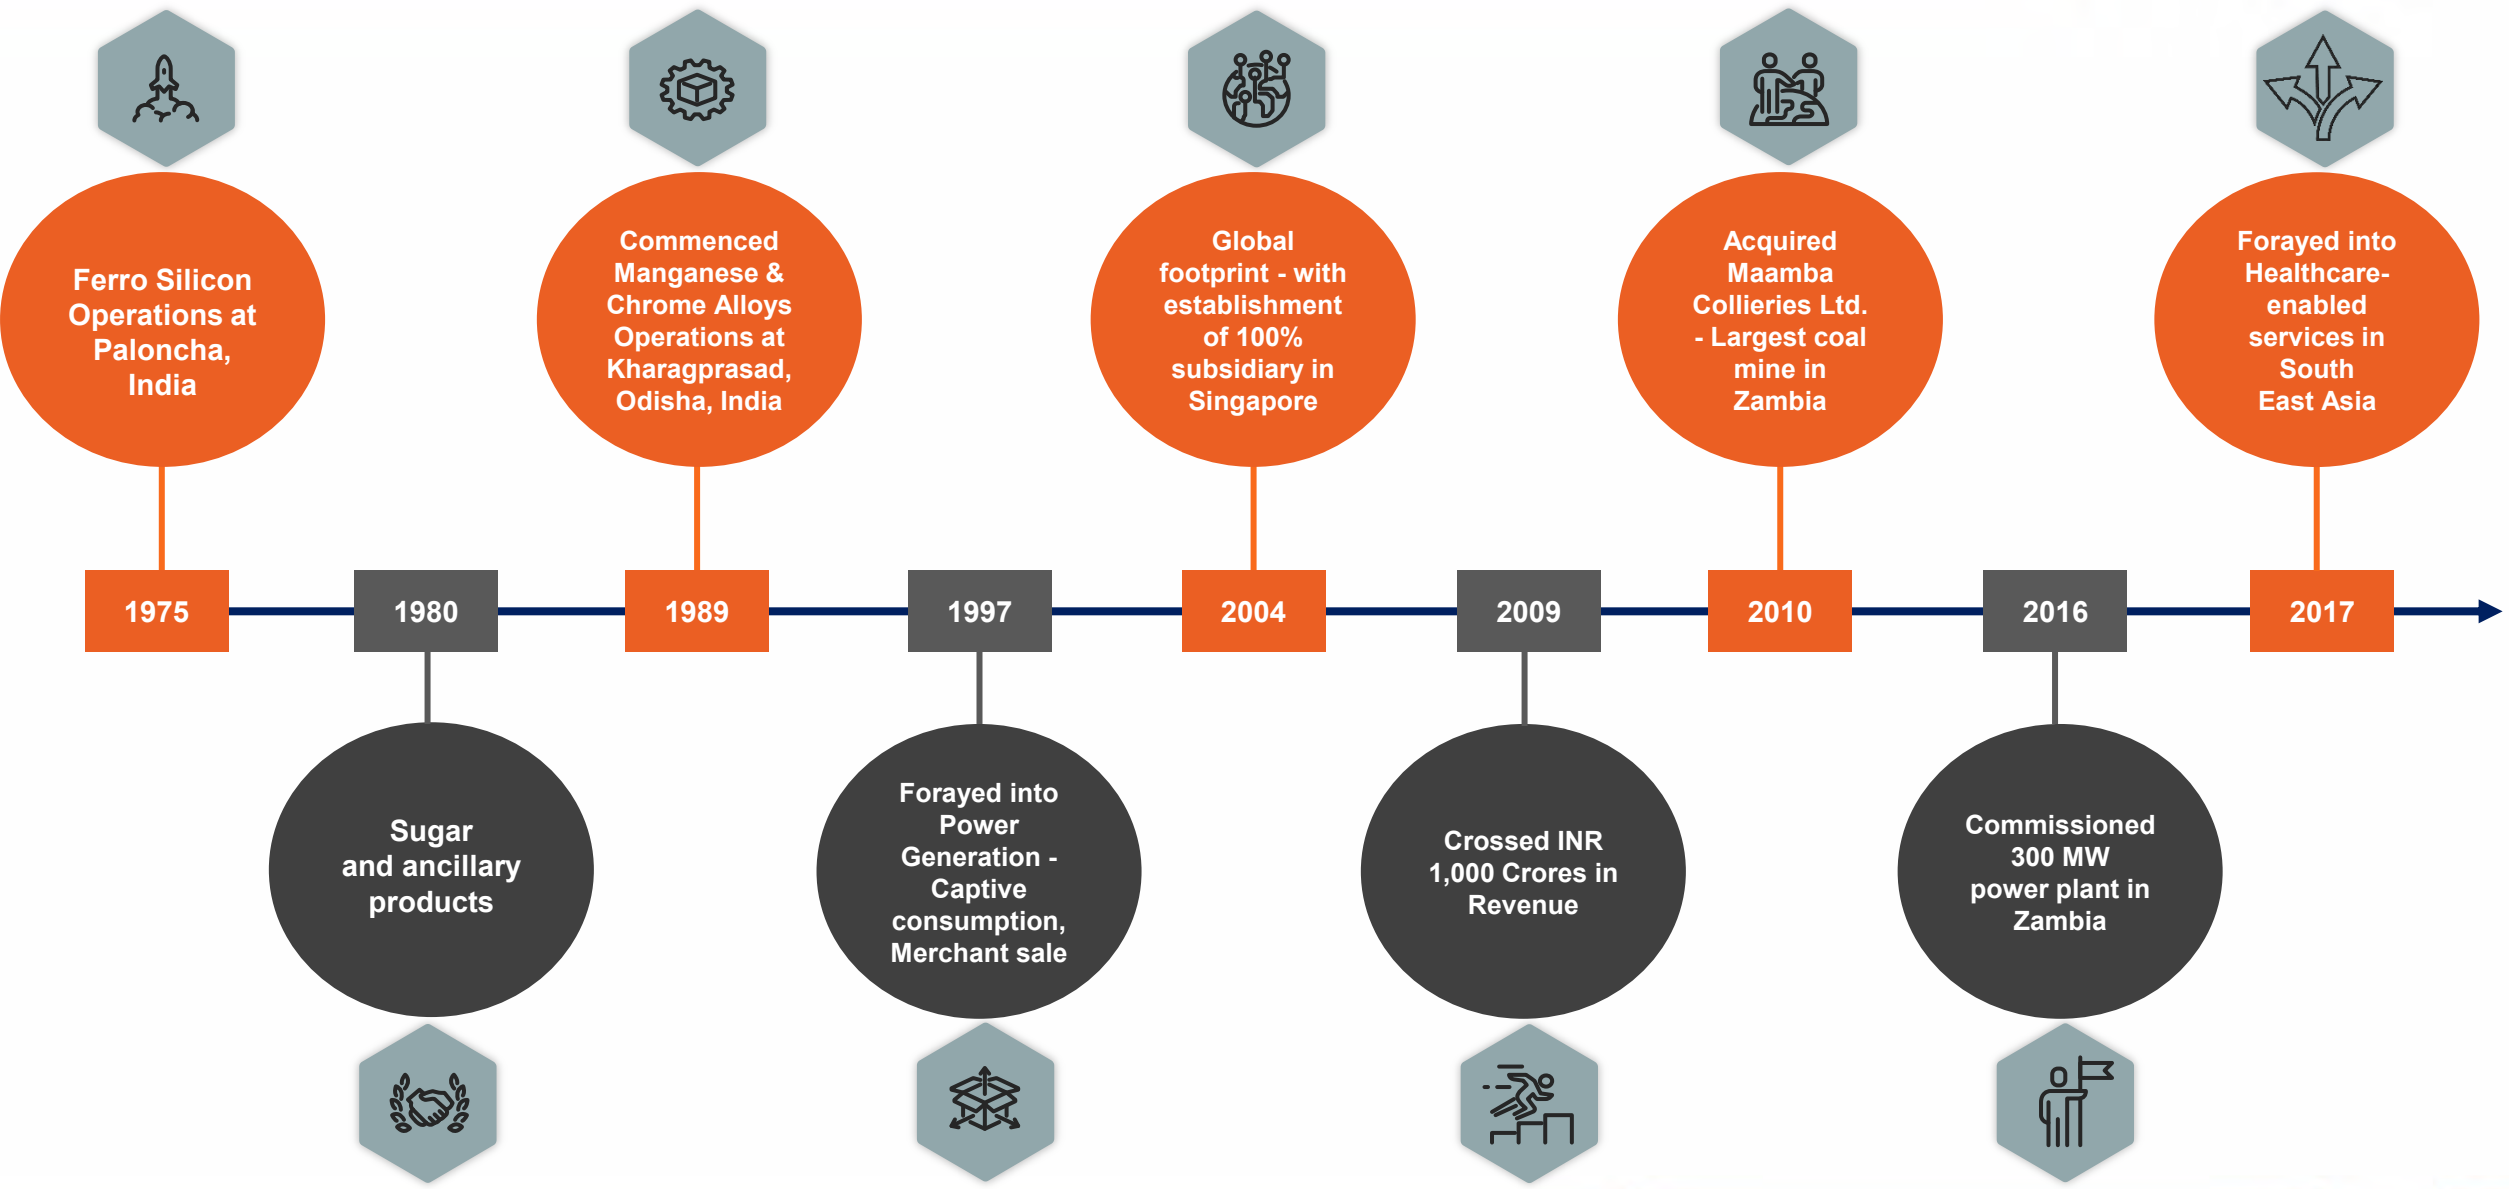 Ferro Silicon
Operations at
Paloncha,
India
Commenced
Manganese &
Chrome Alloys
Operations at
Kharagprasad,
Odisha, India
Global
footprint - with
establishment
of 100%
subsidiary in
Singapore
Acquired
Maamba
Collieries Ltd.
- Largest coal
mine in
Zambia
Forayed into
Healthcare-
enabled
services in
South
East Asia
1975
1980
1989
1997
2004
2009
2010
2016
2017
Sugar
and ancillary
products
Forayed into
Power
Generation -
Captive
consumption,
Merchant sale
Crossed INR
1,000 Crores in
Revenue
Commissioned
300 MW
power plant in
Zambia